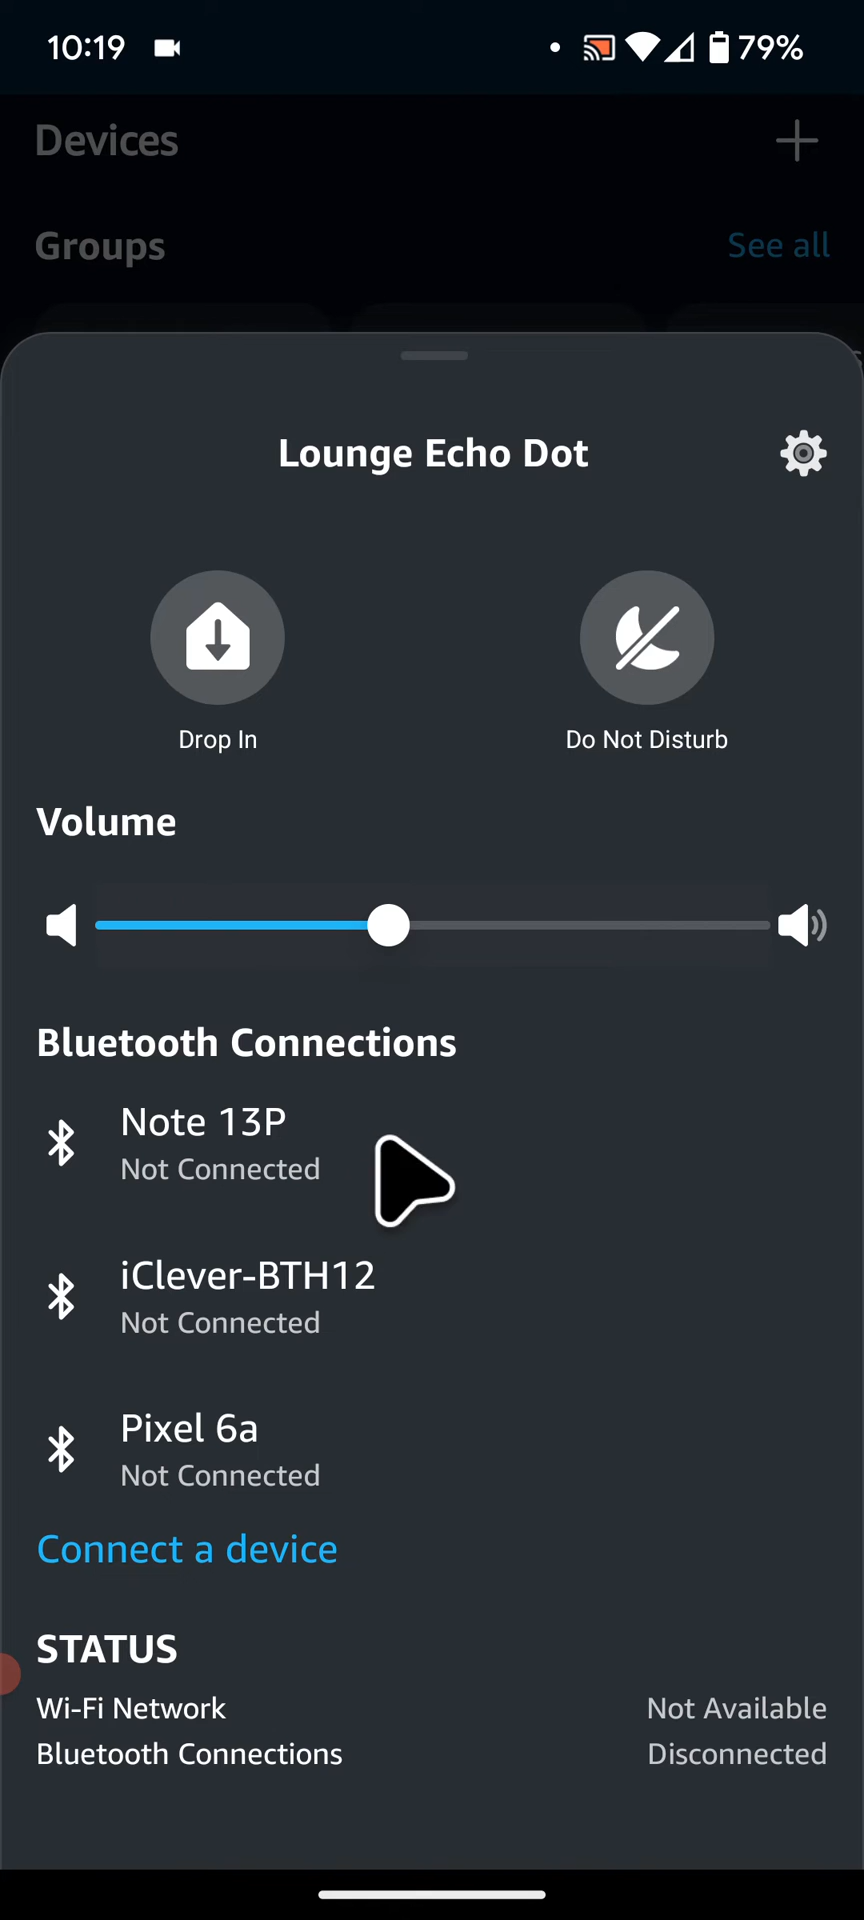 10:19
79%
Devices
Groups
See all
Lounge Echo Dot
Drop In
Do Not Disturb
Volume
Bluetooth Connections
Note 13P
Not Connected
iClever-BTH12
Not Connected
Pixel 6a
Not Connected
Connect a device
STATUS
Wi-Fi Network
Not Available
Bluetooth Connections
Disconnected